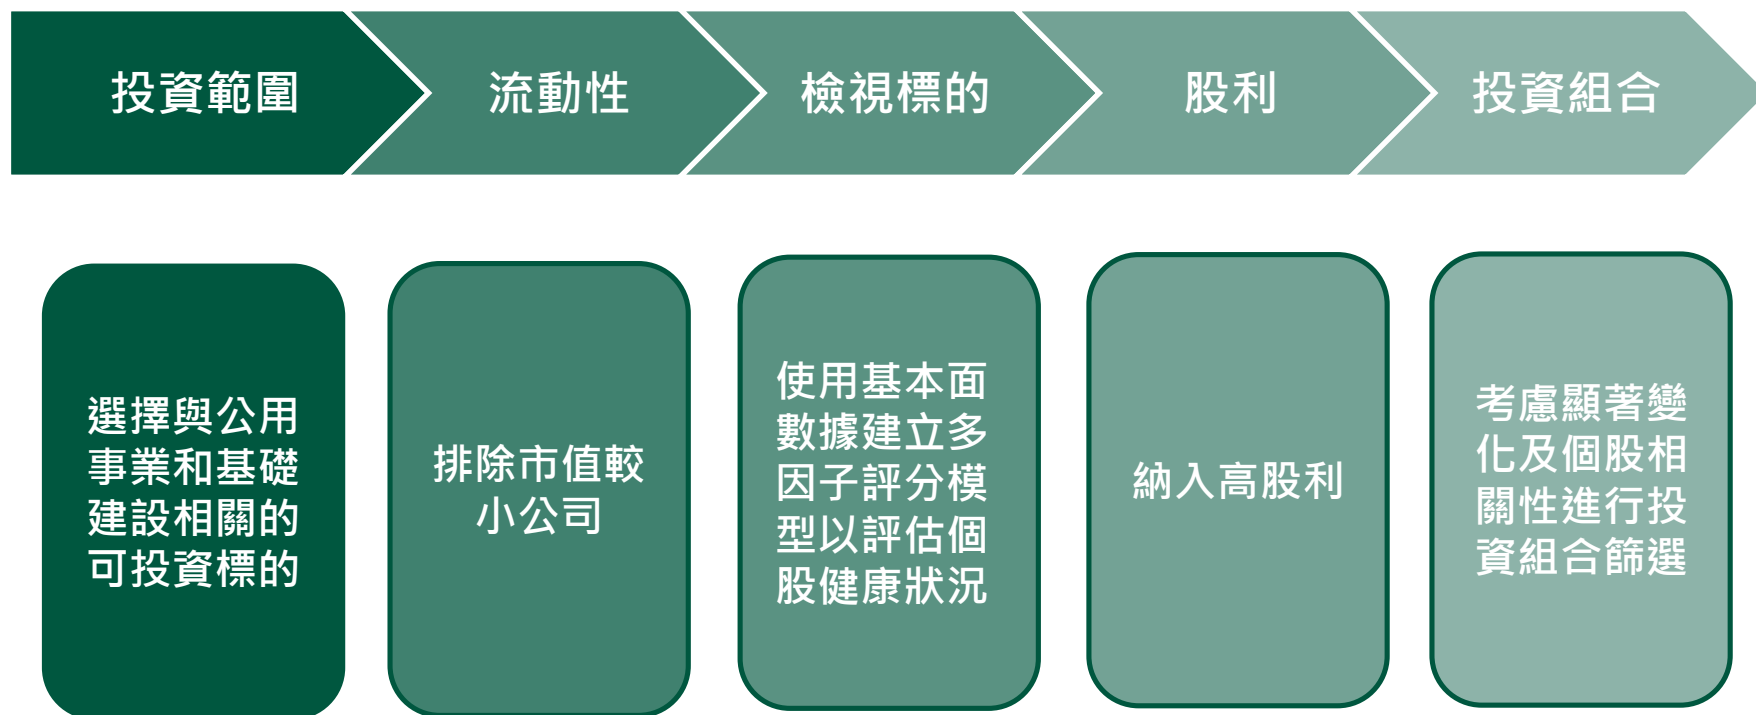 投資範圍
流動性
檢視標的
股利
投資組合
選擇與公用
事業和基礎
建設相關的
可投資標的
排除市值較
小公司
使用基本面
數據建立多
因子評分模
型以評估個
股健康狀況
納入高股利
考慮顯著變
化及個股相
關性進行投
資組合篩選